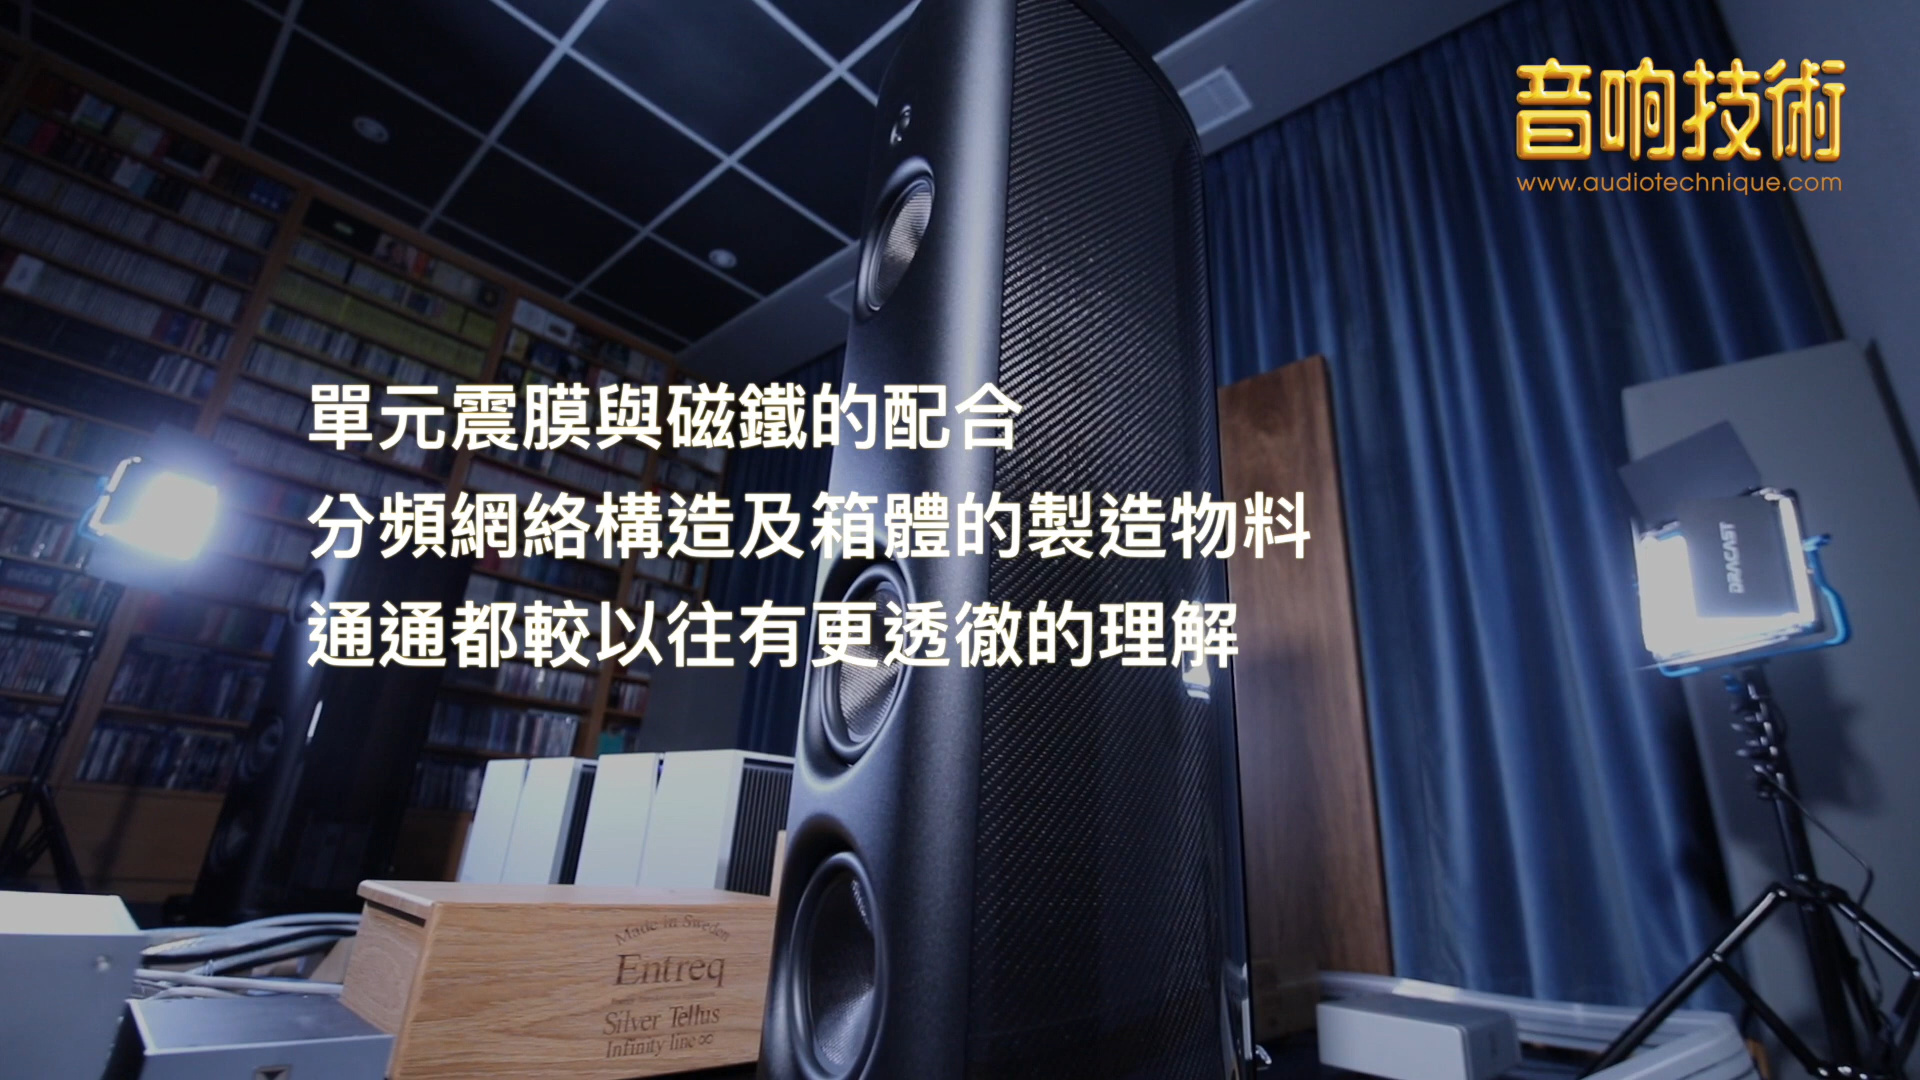 音响技術
www.audiotechnique.com
單元震膜與磁鐵的配合
分頻網絡構造及箱體的製造物料
通通都較以往有更透徹的理解
DRACAST
Made in Sweden
Entreq
Silver Tellus
Infinity line ∞